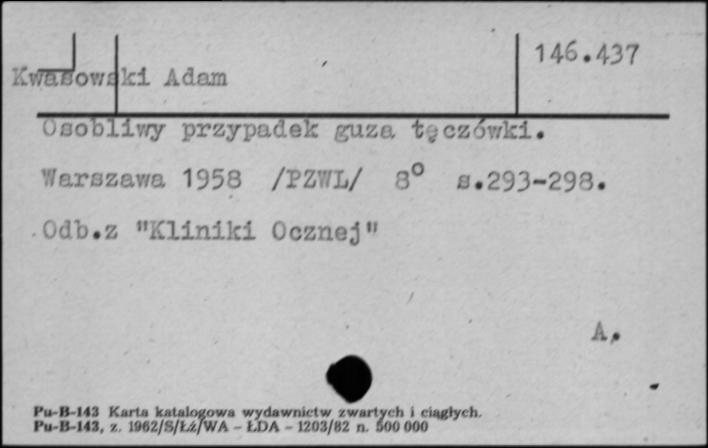 146.437
Kwasowski Adam
Osobliwy przypadek guza tęczówki.
Warszawa 1958 /PZWL/ 8° s.293-298.
Odb.z "Kliniki Ocznej"
A.
Pu-B-143 Karta katalogowa wydawnictw zwartych i ciągłych.
Pu-B-143, z. 1962/S/Łź/WA - ŁDA - 1203/82 n. 500 000